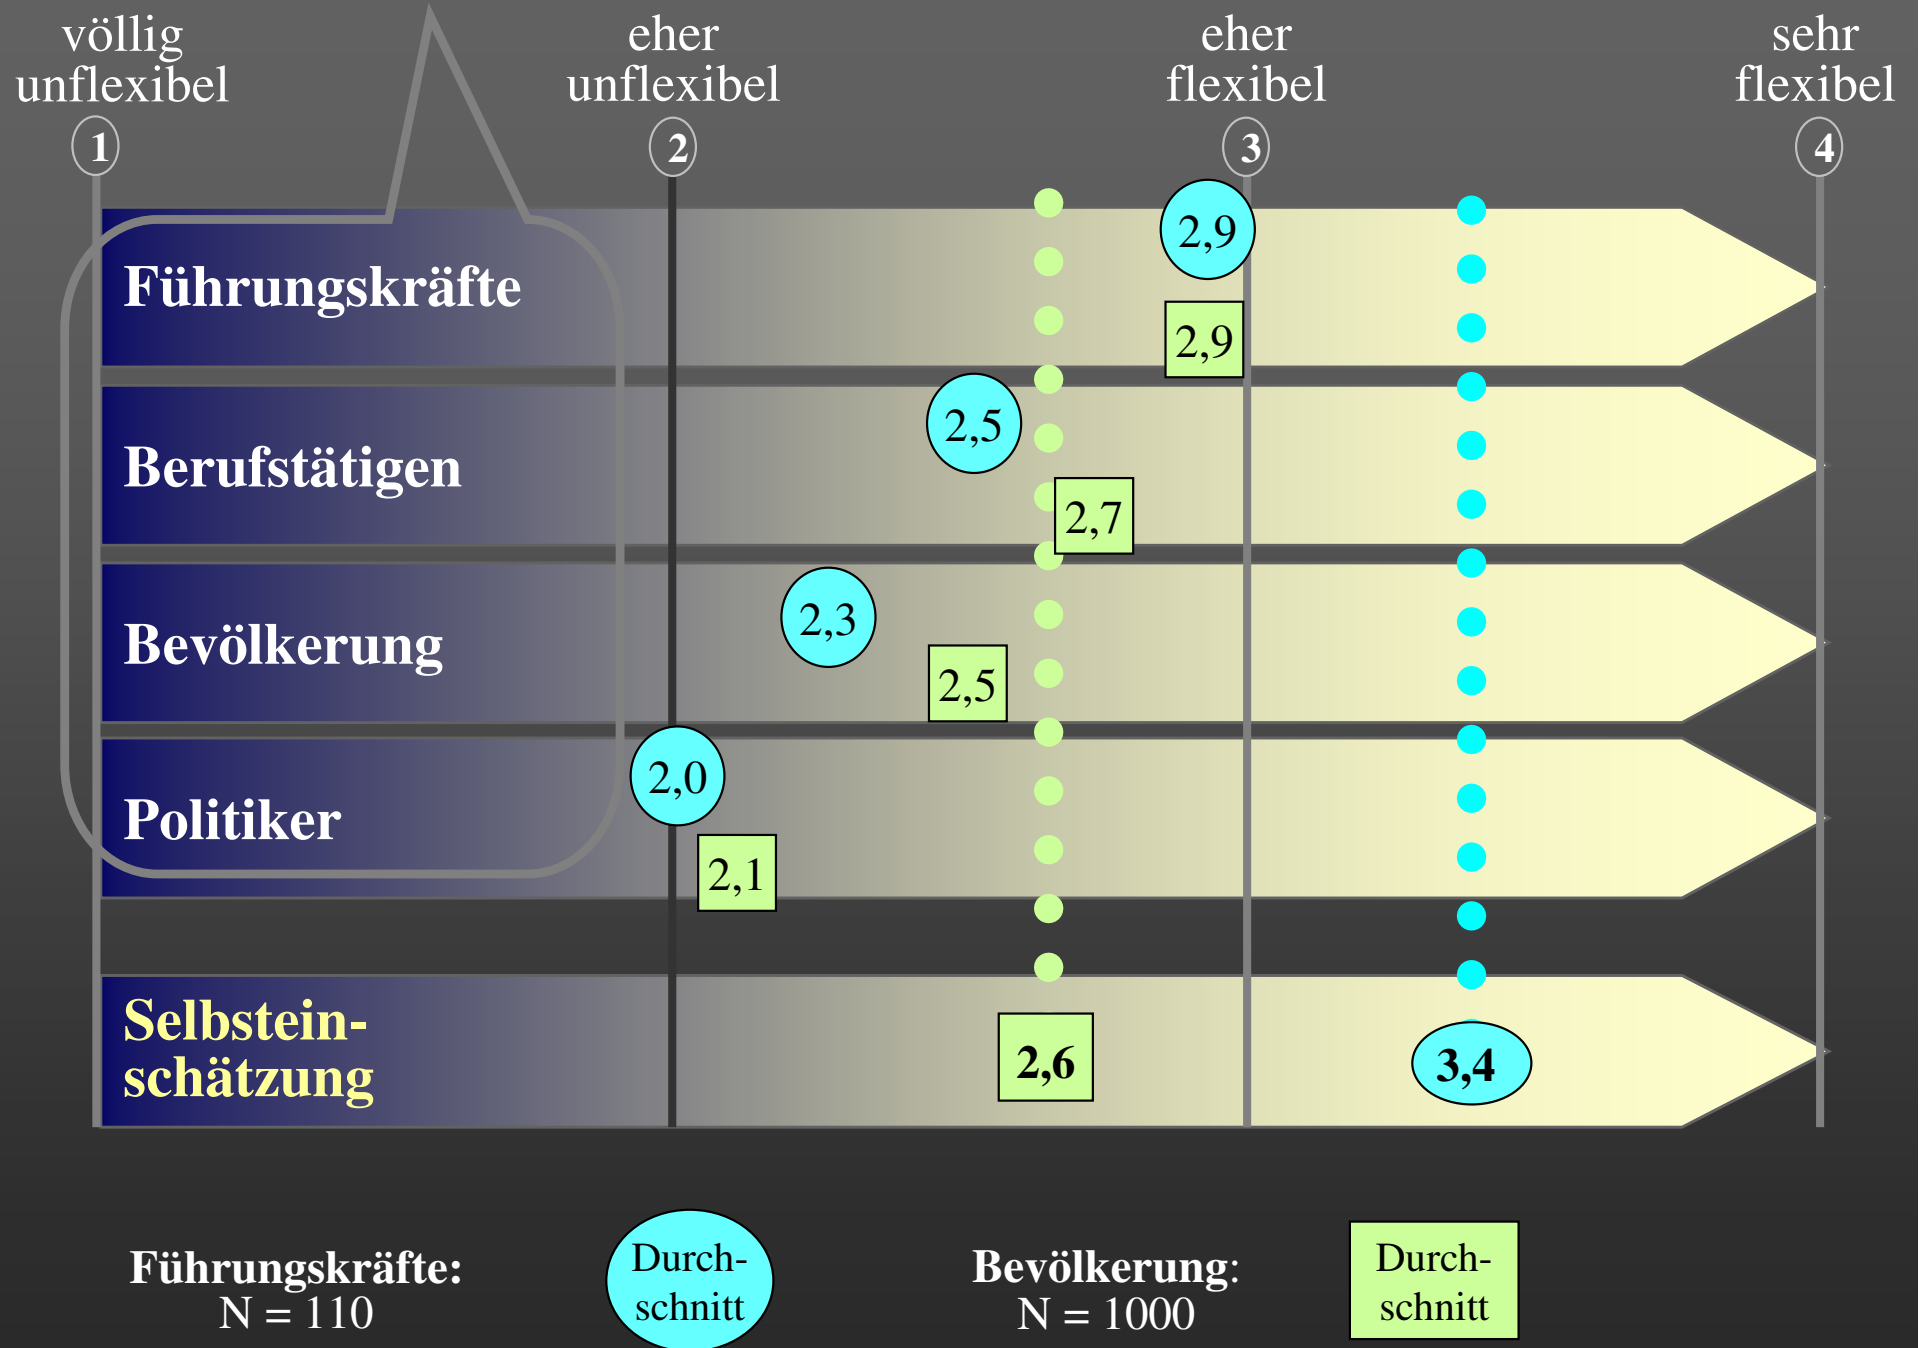 völlig
unflexibel
eher
unflexibel
eher
flexibel
sehr
flexibel
1
2
3
4
Führungskräfte
2,9
2,9
Berufstätigen
2,5
2,7
Bevölkerung
2,3
2,5
Politiker
2,0
2,1
Selbstein-
schätzung
2,6
3,4
Führungskräfte:
N = 110
Durch-
schnitt
Bevölkerung:
N = 1000
Durch-
schnitt